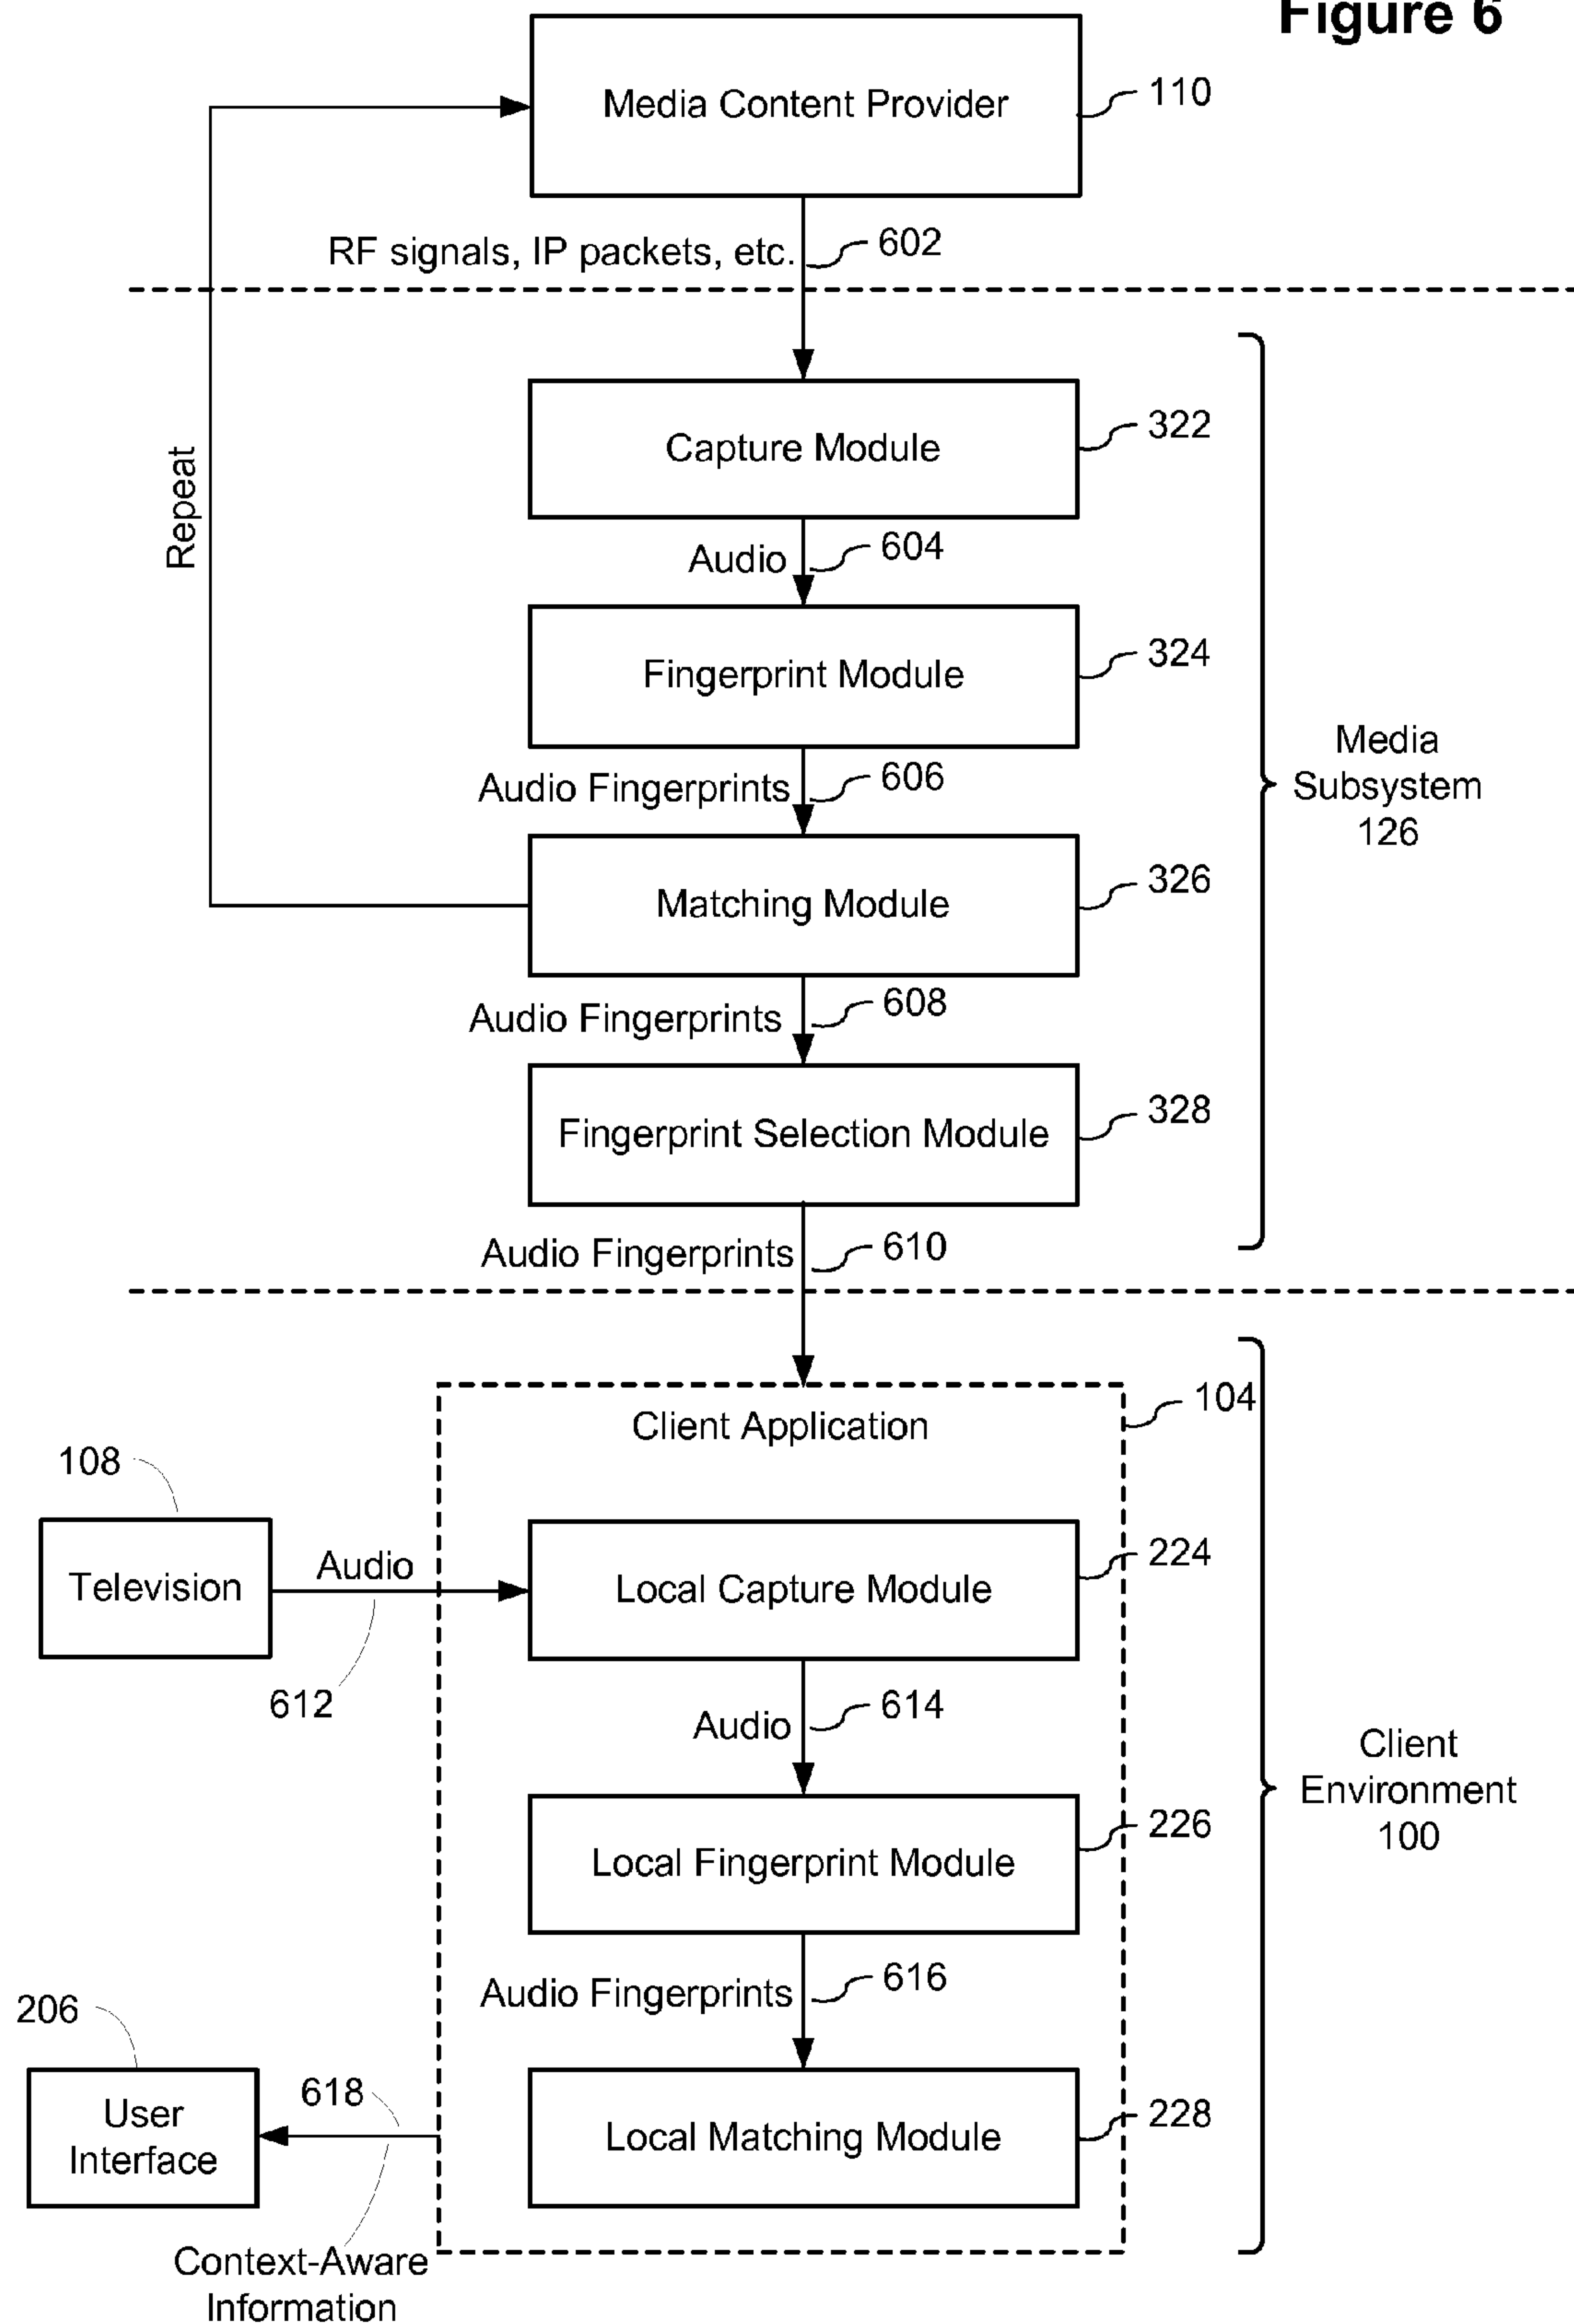 Figure 6
Media Content Provider
110
RF signals, IP packets, etc.
602
Capture Module
322
Repeat
Audio
604
Fingerprint Module
324
Audio Fingerprints
606
Media
Subsystem
126
Matching Module
326
Audio Fingerprints
608
Fingerprint Selection Module
328
Audio Fingerprints
610
104
Client Application
108
Television
Audio
612
Local Capture Module
224
Audio
614
Client
Environment
100
Local Fingerprint Module
226
Audio Fingerprints
616
206
User
Interface
618
Local Matching Module
228
Context-Aware
Information